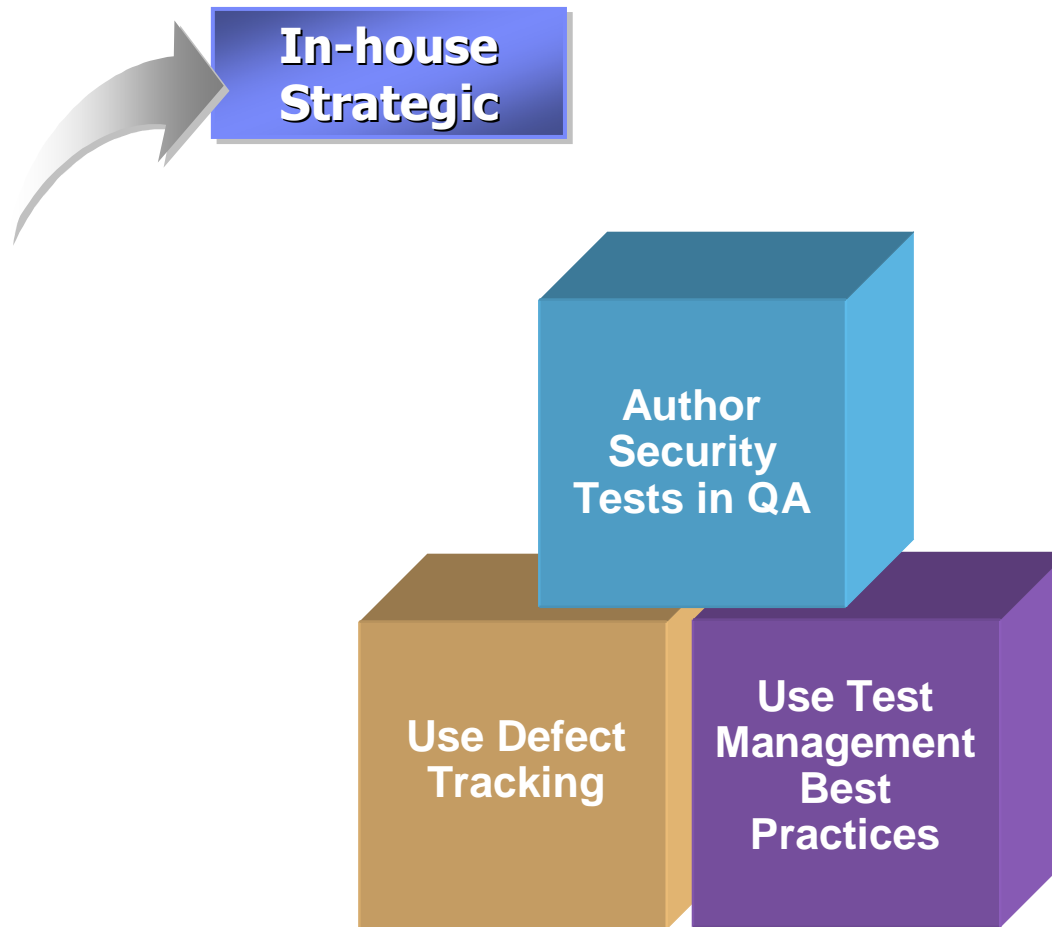 In-house
Strategic
Author
Security
Tests in QA
Use Defect
Tracking
Use Test
Management
Best
Practices